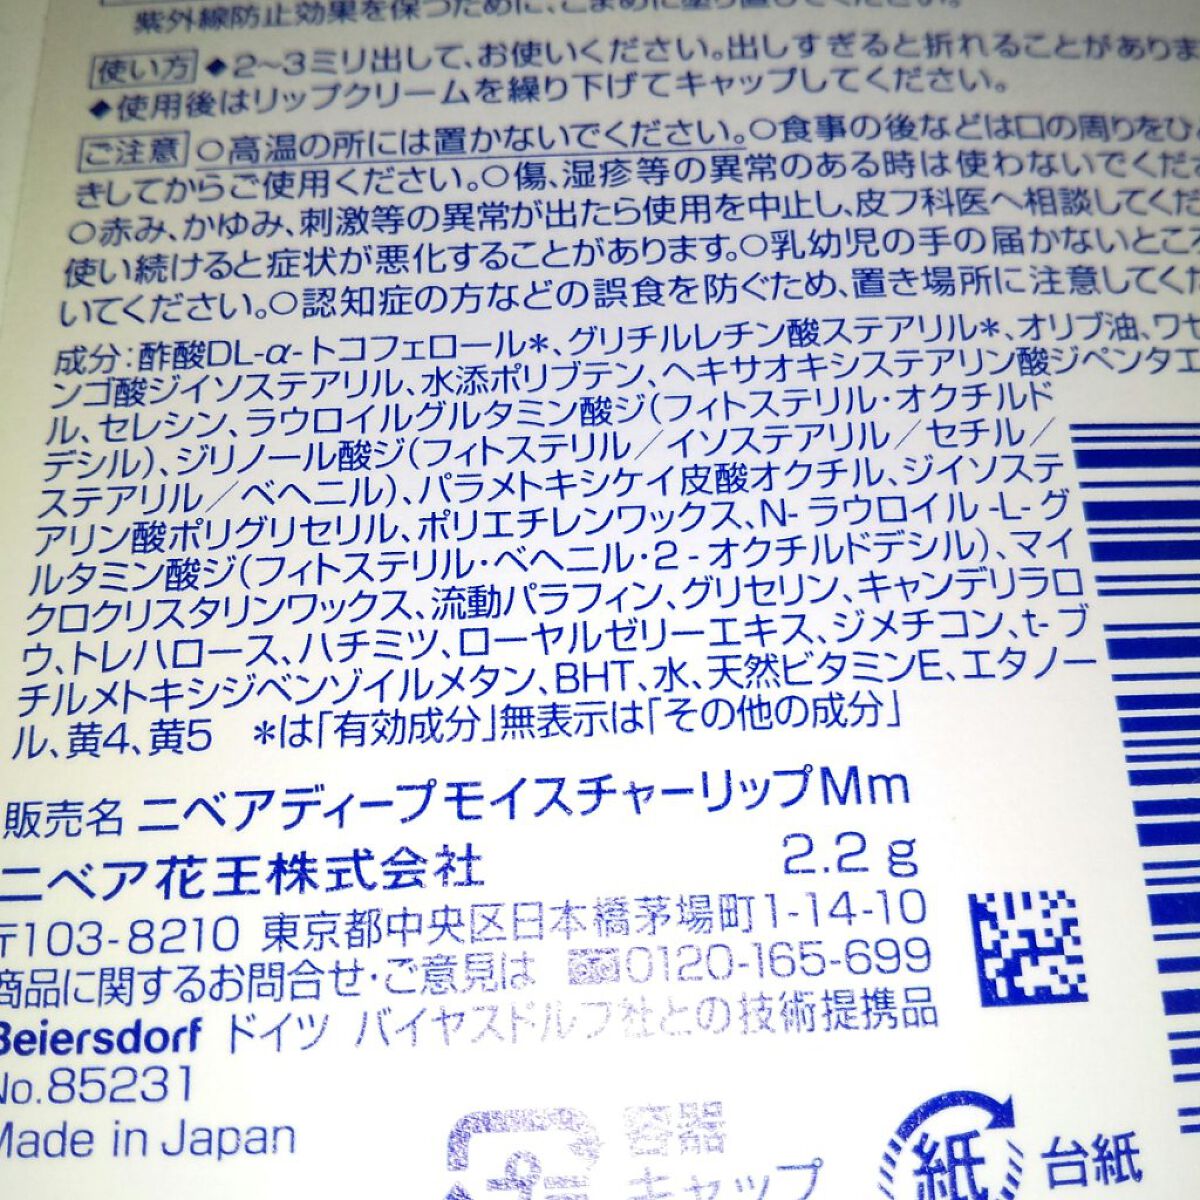 紫外線防止効果を保つために、こまめに塗り直してください。
使い方 ◆2~3ミリ出して、お使いください。出しすぎると折れることがありま
◆使用後はリップクリームを繰り下げてキャップしてください。
ご注意 ○高温の所には置かないでください。○食事の後などは口の周りをひ
きしてからご使用ください。○傷、湿疹等の異常のある時は使わないでくだ
○赤み、かゆみ、刺激等の異常が出たら使用を中止し、皮フ科医へ相談してくだ
使い続けると症状が悪化することがあります。○乳幼児の手の届かないところ
いてください。○認知症の方などの誤食を防ぐため、置き場所に注意してくだ
成分:酢酸DL-α-トコフェロール*、グリチルレチン酸ステアリル*、オリブ油、ワセ
ンゴ酸ジイソステアリル、水添ポリブテン、ヘキサオキシステアリン酸ジペンタエ
ル、セレシン、ラウロイルグルタミン酸ジ(フィトステリル・オクチルド
デシル)、ジリノール酸ジ(フィトステリル/イソステアリル/セチル/
ステアリル/ベヘニル)、パラメトキシケイ皮酸オクチル、ジイソステ
アリン酸ポリグリセリル、ポリエチレンワックス、N-ラウロイル-L-グ
ルタミン酸ジ(フィトステリル・ベヘニル・2-オクチルドデシル)、マイ
クロクリスタリンワックス、流動パラフィン、グリセリン、キャンデリラロ
ウ、トレハロース、ハチミツ、ローヤルゼリーエキス、ジメチコン、t-ブ
チルメトキシジベンゾイルメタン、BHT、水、天然ビタミンE、エタノー
ル、黄4、黄5 *は「有効成分」無表示は「その他の成分」
販売名 ニベアディープモイスチャーリップMm
ニベア花王株式会社 2.2g
〒103-8210 東京都中央区日本橋茅場町1-14-10
商品に関するお問合せ・ご意見は 0120-165-699
Beiersdorf ドイツ バイヤスドルフ社との技術提携品
No.85231
Made in Japan
容器
キャップ
紙 台紙